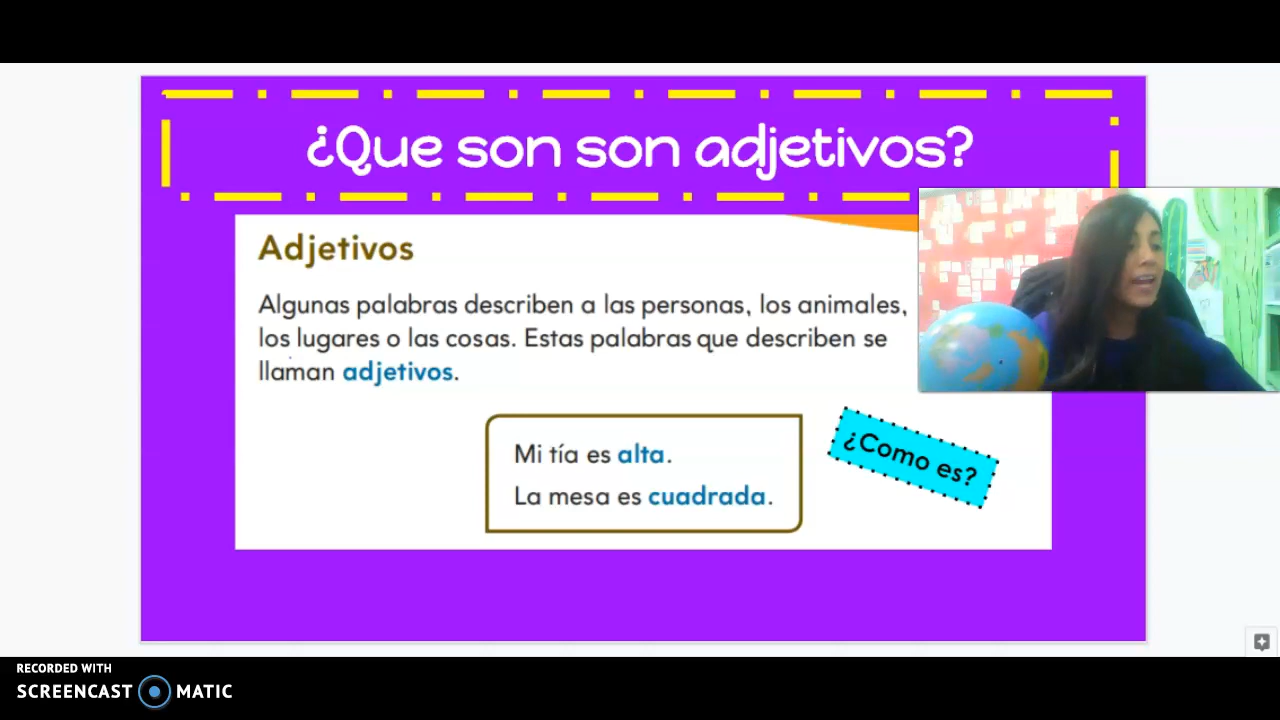 ¿Que son son adjetivos?
Adjetivos
Algunas palabras describen a las personas, los animales,
los lugares o las cosas. Estas palabras que describen se
llaman adjetivos.
Mi tía es alta.
La mesa es cuadrada.
¿Como es?
RECORDED WITH
SCREENCAST MATIC